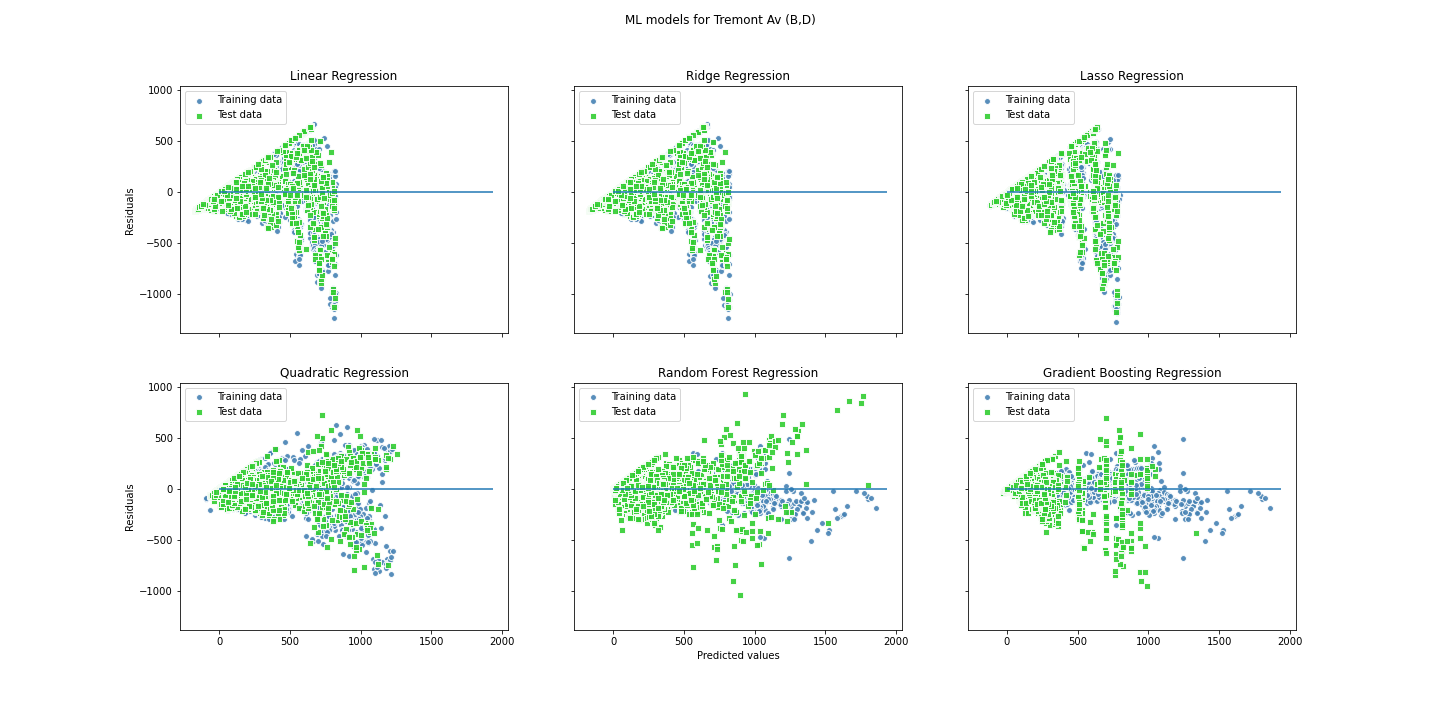 ML models for Tremont Av (B,D)
Linear Regression
Training data
Test data
1000
500
0
−500
−1000
Residuals
Ridge Regression
Training data
Test data
Lasso Regression
Training data
Test data
Quadratic Regression
Training data
Test data
1000
500
0
−500
−1000
Residuals
0 500 1000 1500 2000
Random Forest Regression
Training data
Test data
0 500 1000 1500 2000
Predicted values
Gradient Boosting Regression
Training data
Test data
0 500 1000 1500 2000